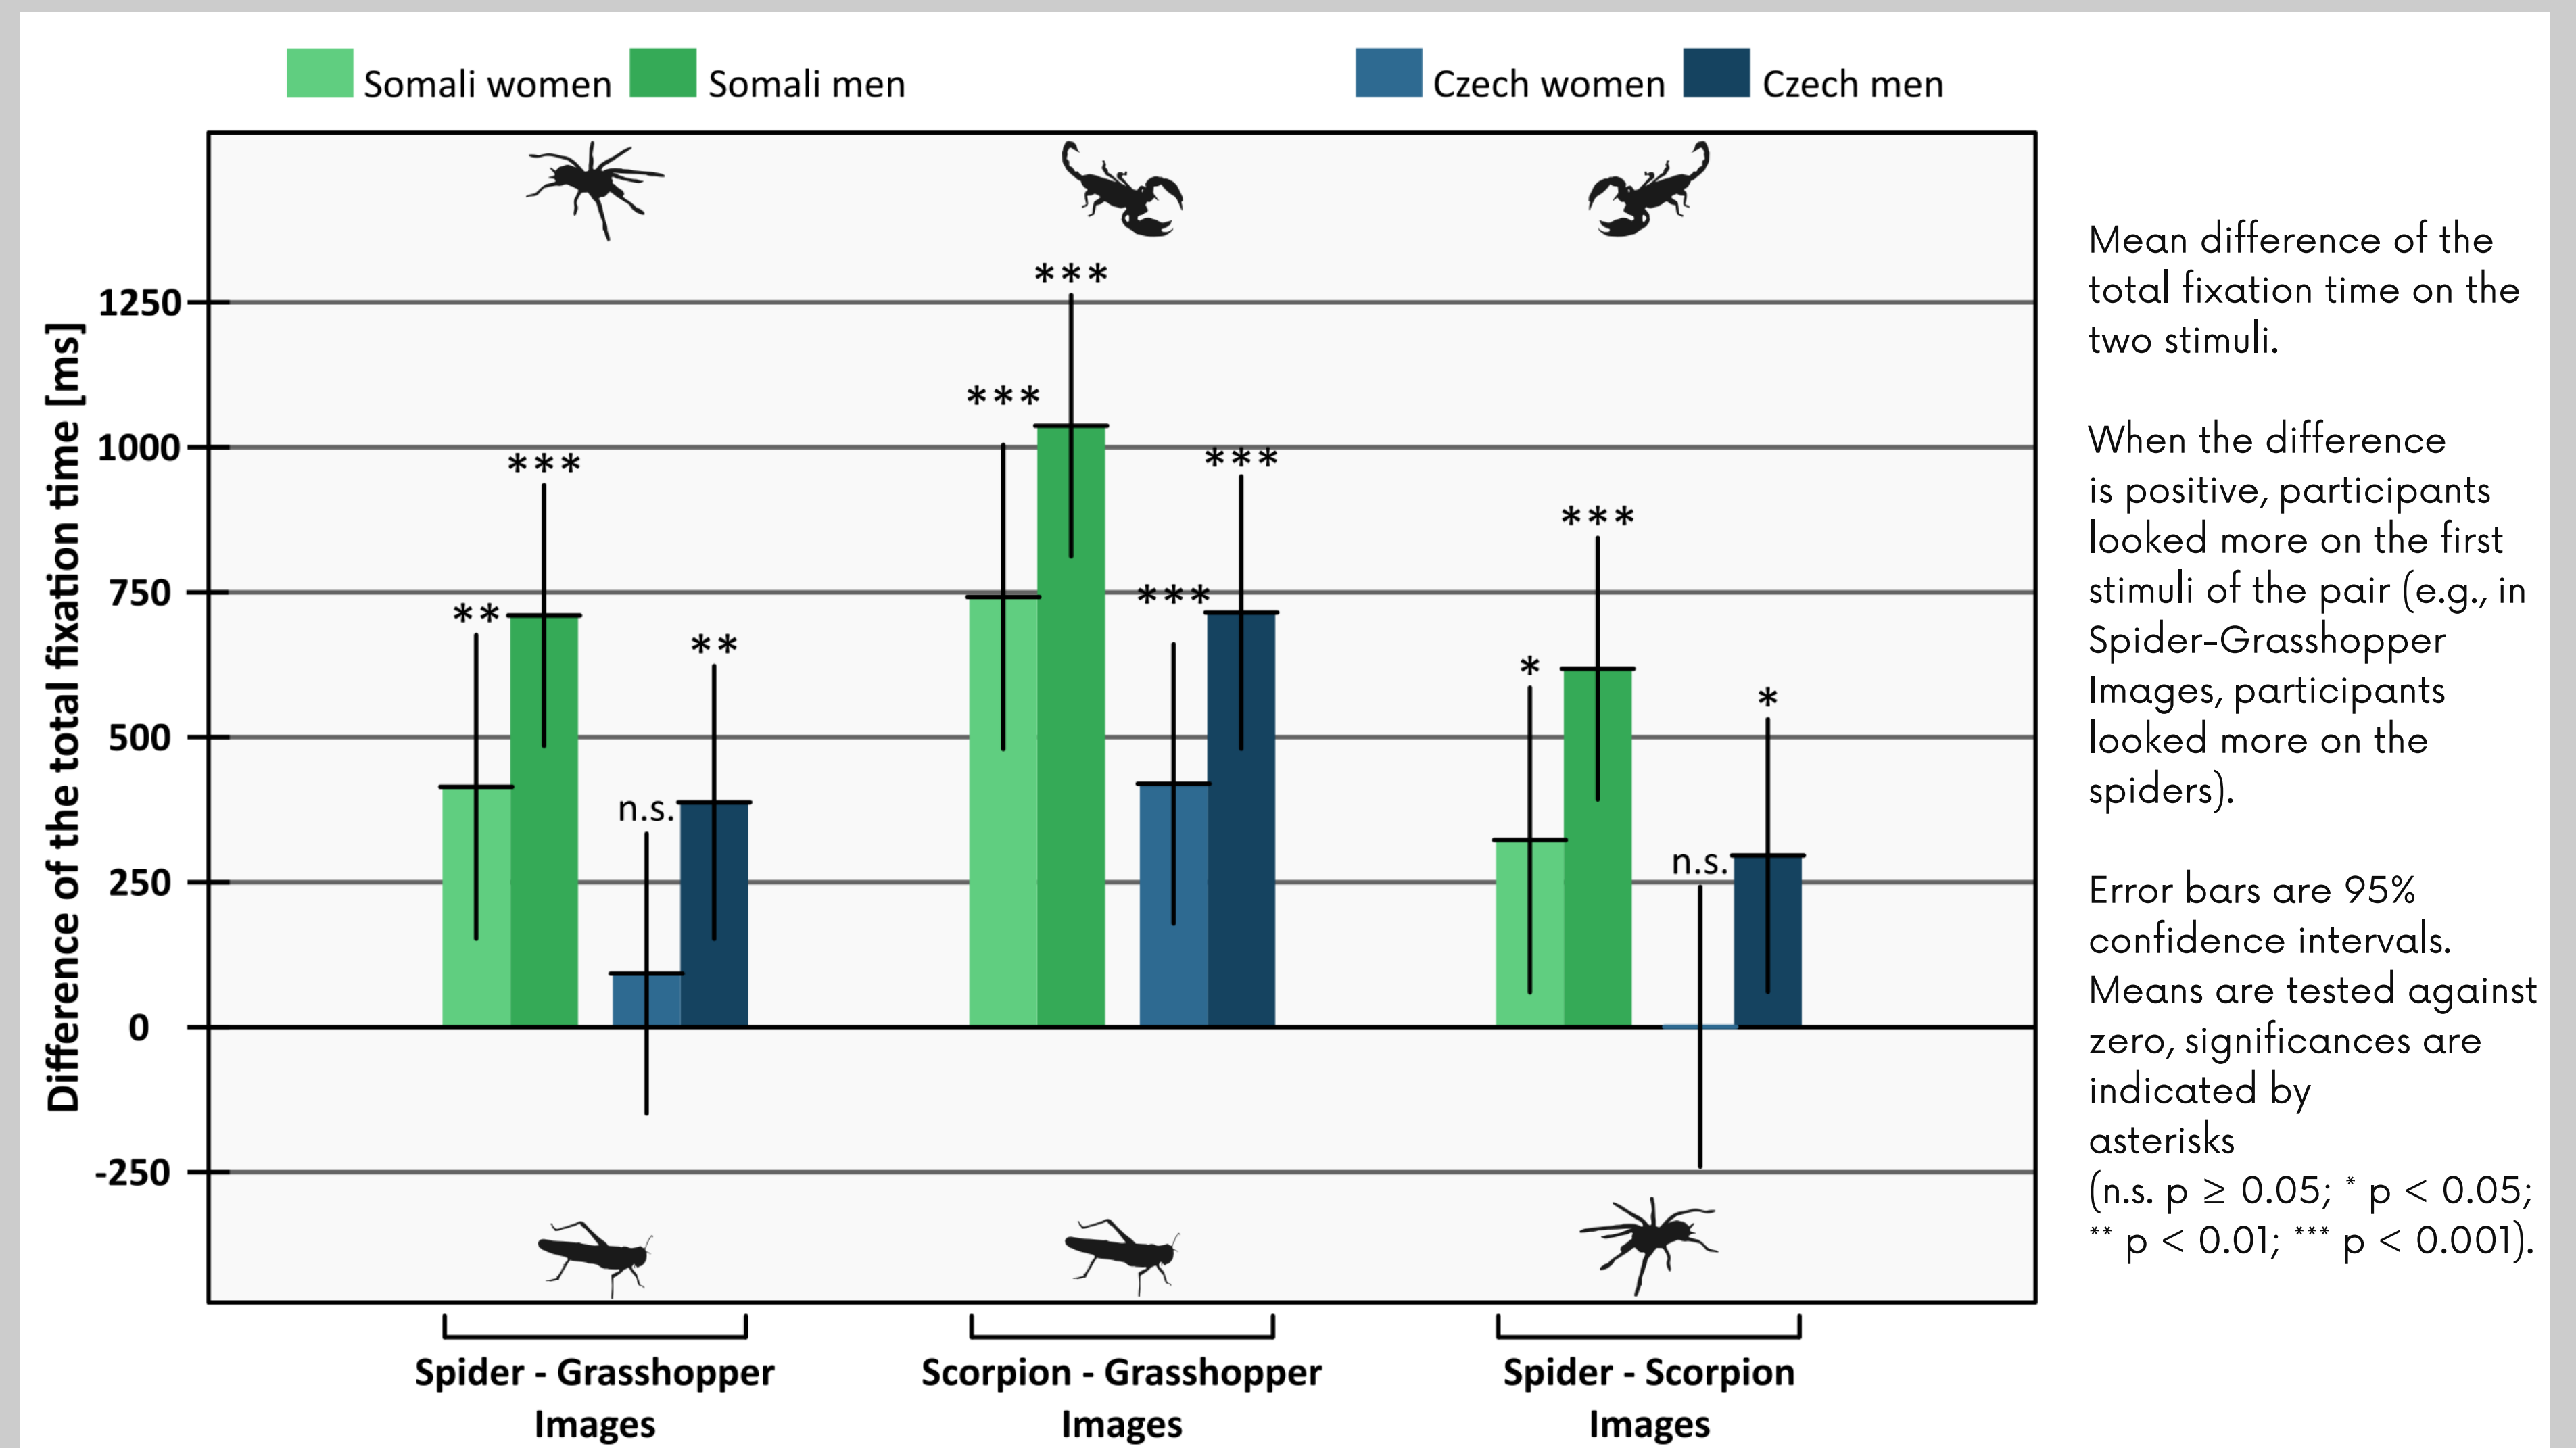 Somali women Somali men Czech women Czech men
Difference of the total fixation time [ms]
1250
1000
750
500
250
0
-250
** *** n.s. **
*** *** *** ***
* *** n.s. *
Spider - Grasshopper
Images
Scorpion - Grasshopper
Images
Spider - Scorpion
Images
Mean difference of the
total fixation time on the
two stimuli.
When the difference
is positive, participants
looked more on the first
stimuli of the pair (e.g., in
Spider-Grasshopper
Images, participants
looked more on the
spiders).
Error bars are 95%
confidence intervals.
Means are tested against
zero, significances are
indicated by
asterisks
(n.s. p ≥ 0.05; * p < 0.05;
** p < 0.01; *** p < 0.001).